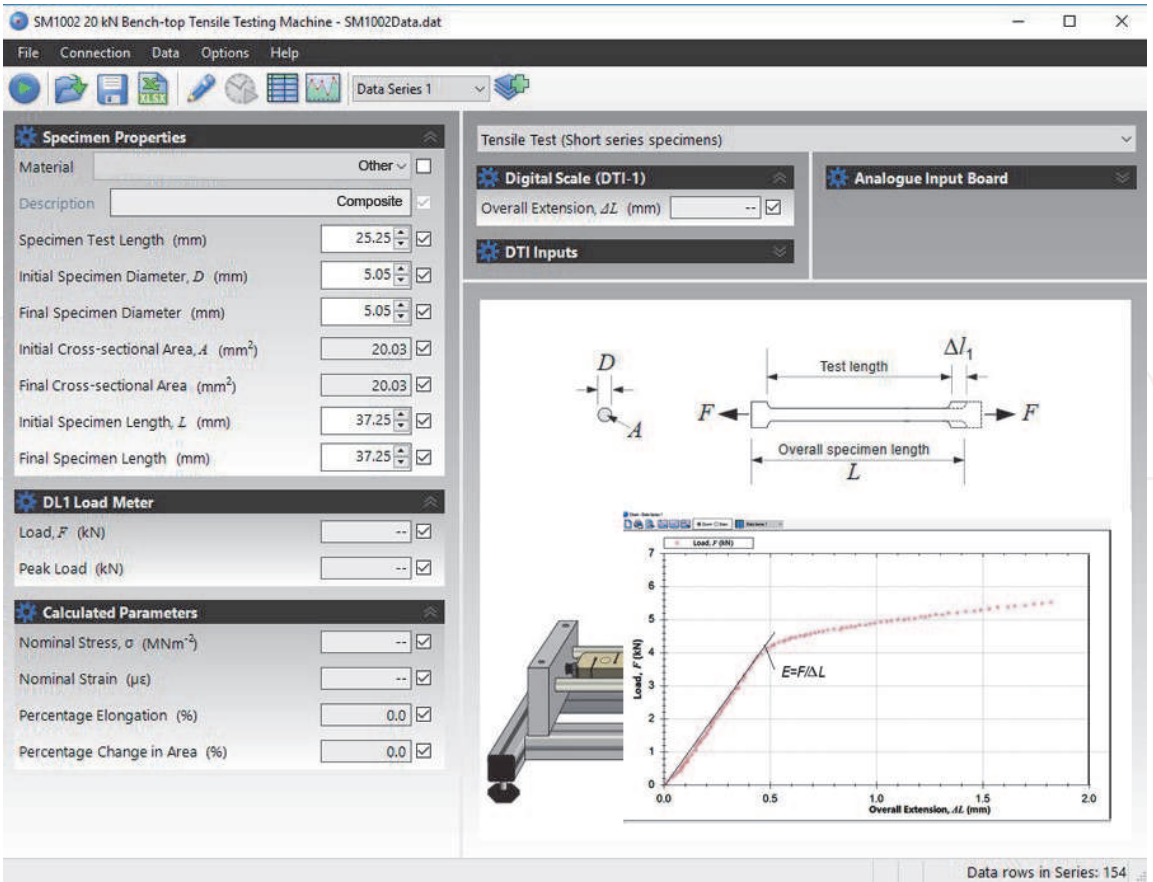 SM1002 20 kN Bench-top Tensile Testing Machine - SM1002Data.dat
File Connection Data Options Help
XLSX
Data Series 1
Specimen Properties
Material Other
Description Composite
Specimen Test Length (mm) 25.25
Initial Specimen Diameter, D (mm) 5.05
Final Specimen Diameter (mm) 5.05
Initial Cross-sectional Area, A (mm²) 20.03
Final Cross-sectional Area (mm²) 20.03
Initial Specimen Length, L (mm) 37.25
Final Specimen Length (mm) 37.25
DL1 Load Meter
Load, F (kN) --
Peak Load (kN) --
Calculated Parameters
Nominal Stress, σ (MNm⁻²) --
Nominal Strain (με) --
Percentage Elongation (%) 0.0
Percentage Change in Area (%) 0.0
Tensile Test (Short series specimens)
Digital Scale (DTI-1)
Overall Extension, ΔL (mm) --
DTI Inputs
Analogue Input Board
D
A
Δl₁
Test length
F F
Overall specimen length
L
Load, F (kN)
7
6
5
4
3
2
1
0
Load, F (kN)
E=F/ΔL
0.0 0.5 1.0 1.5 2.0
Overall Extension, ΔL (mm)
Data rows in Series: 154